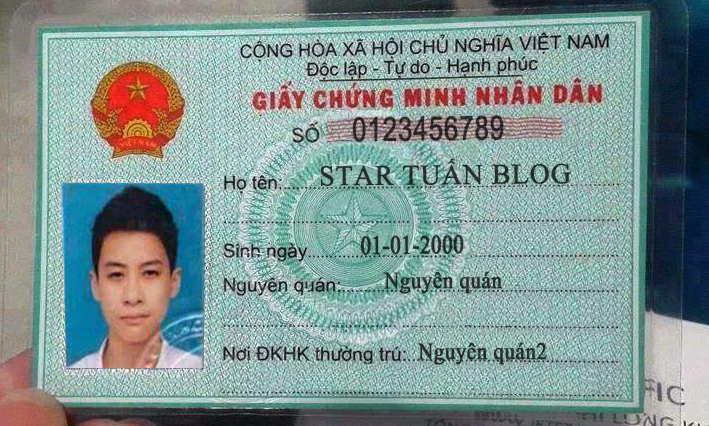 CỘNG HÒA XÃ HỘI CHỦ NGHĨA VIỆT NAM
Độc lập - Tự do - Hạnh phúc
GIẤY CHỨNG MINH NHÂN DÂN
SỐ 0123456789
Họ tên: STAR TUẤN BLOG
Sinh ngày 01-01-2000
Nguyên quán: Nguyên quán
Nơi ĐKHK thường trú: Nguyên quán2
VIỆT NAM
FIC